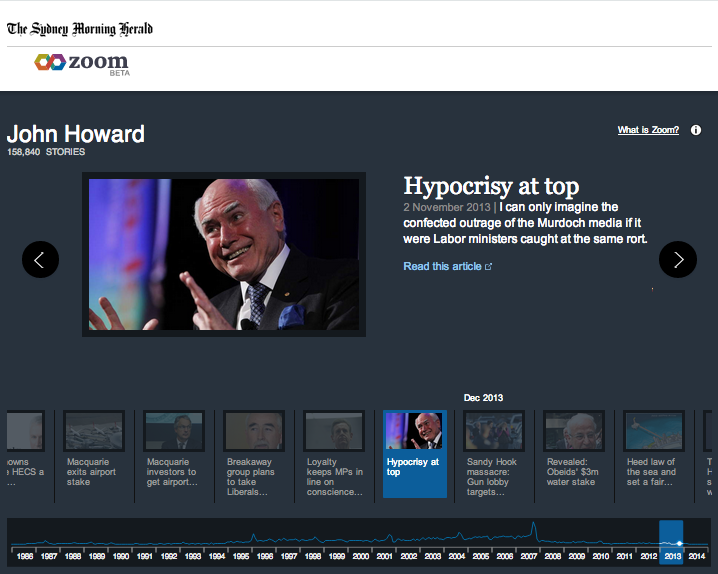 The Sydney Morning Herald
zoom
BETA
John Howard
158,840 STORIES
What is Zoom?
Hypocrisy at top
2 November 2013 | I can only imagine the
confected outrage of the Murdoch media if it
were Labor ministers caught at the same rort.
Read this article
Dec 2013
owns
e HECS a
...
Macquarie
exits airport
stake
Macquarie
investors to
get airport...
Breakaway
group plans
to take
Liberals...
Loyalty
keeps MPs in
line on
conscience...
Hypocrisy at
top
Sandy Hook
massacre:
Gun lobby
targets...
Revealed:
Obeids' $3m
water stake
Heed law of
the sea and
set a fair...
T
H
s
w
1986 1987 1988 1989 1990 1991 1992 1993 1994 1995 1996 1997 1998 1999 2000 2001 2002 2003 2004 2005 2006 2007 2008 2009 2010 2011 2012 2013 2014